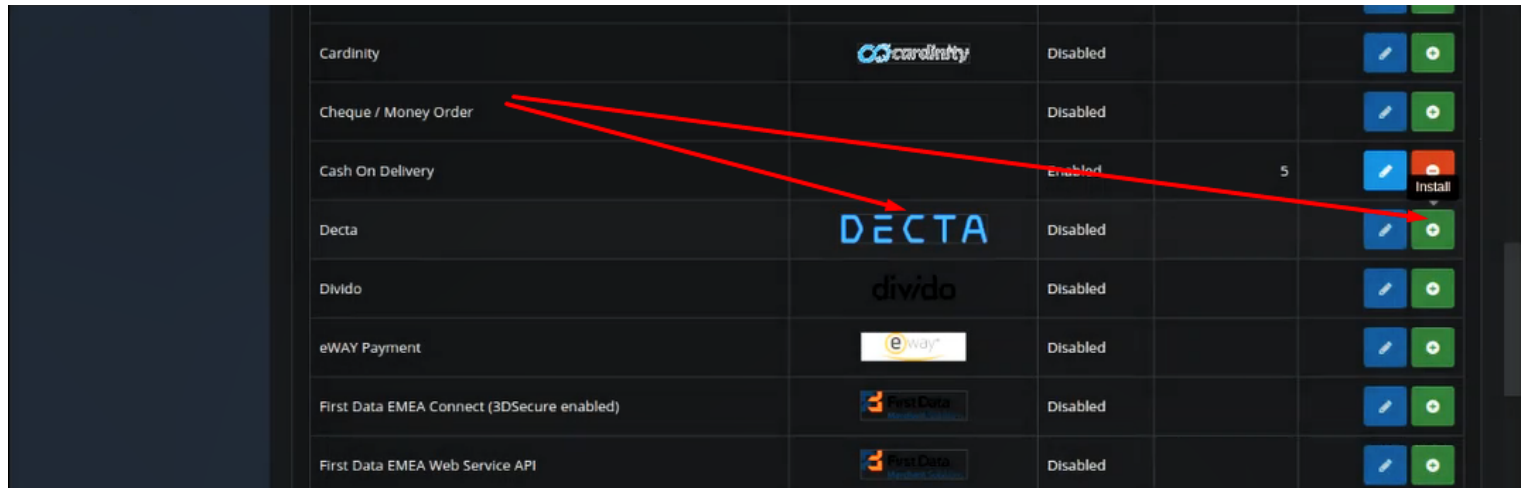 Cardinity cardinity Disabled
Cheque / Money Order Disabled
Cash On Delivery Enabled 5
Install
Decta DECTA Disabled
Divido divido Disabled
eWAY Payment eway Disabled
First Data EMEA Connect (3DSecure enabled) First Data Disabled
First Data EMEA Web Service API First Data Disabled